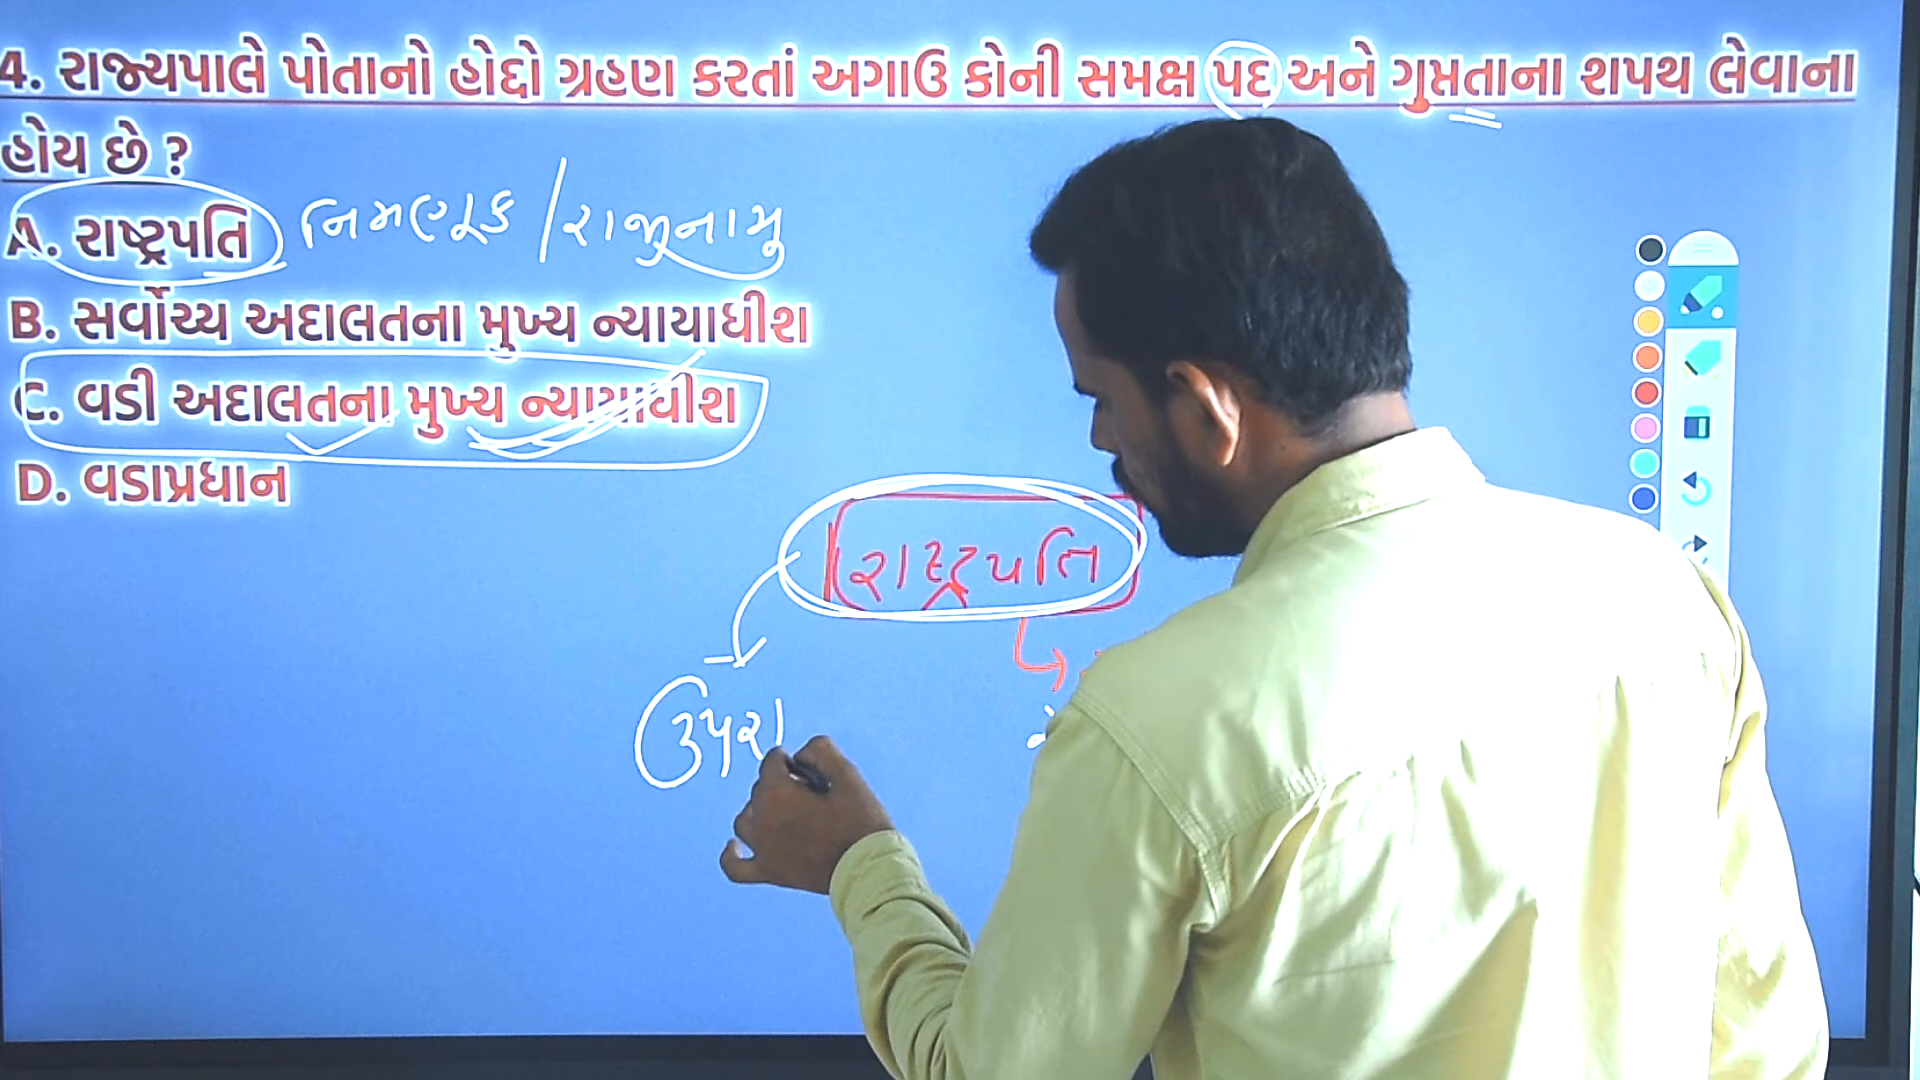 4. રાજ્યપાલે પોતાનો હોદ્દો ગ્રહણ કરતાં અગાઉ કોની સમક્ષ પદ અને ગુપ્તતાના શપથ લેવાના
હોય છે ?
A. રાષ્ટ્રપતિ નિમણૂક / રાજીનામુ
B. સર્વોચ્ચ અદાલતના મુખ્ય ન્યાયાધીશ
C. વડી અદાલતના મુખ્ય ન્યાયાધીશ
D. વડાપ્રધાન
રાષ્ટ્રપતિ
ઉપરા